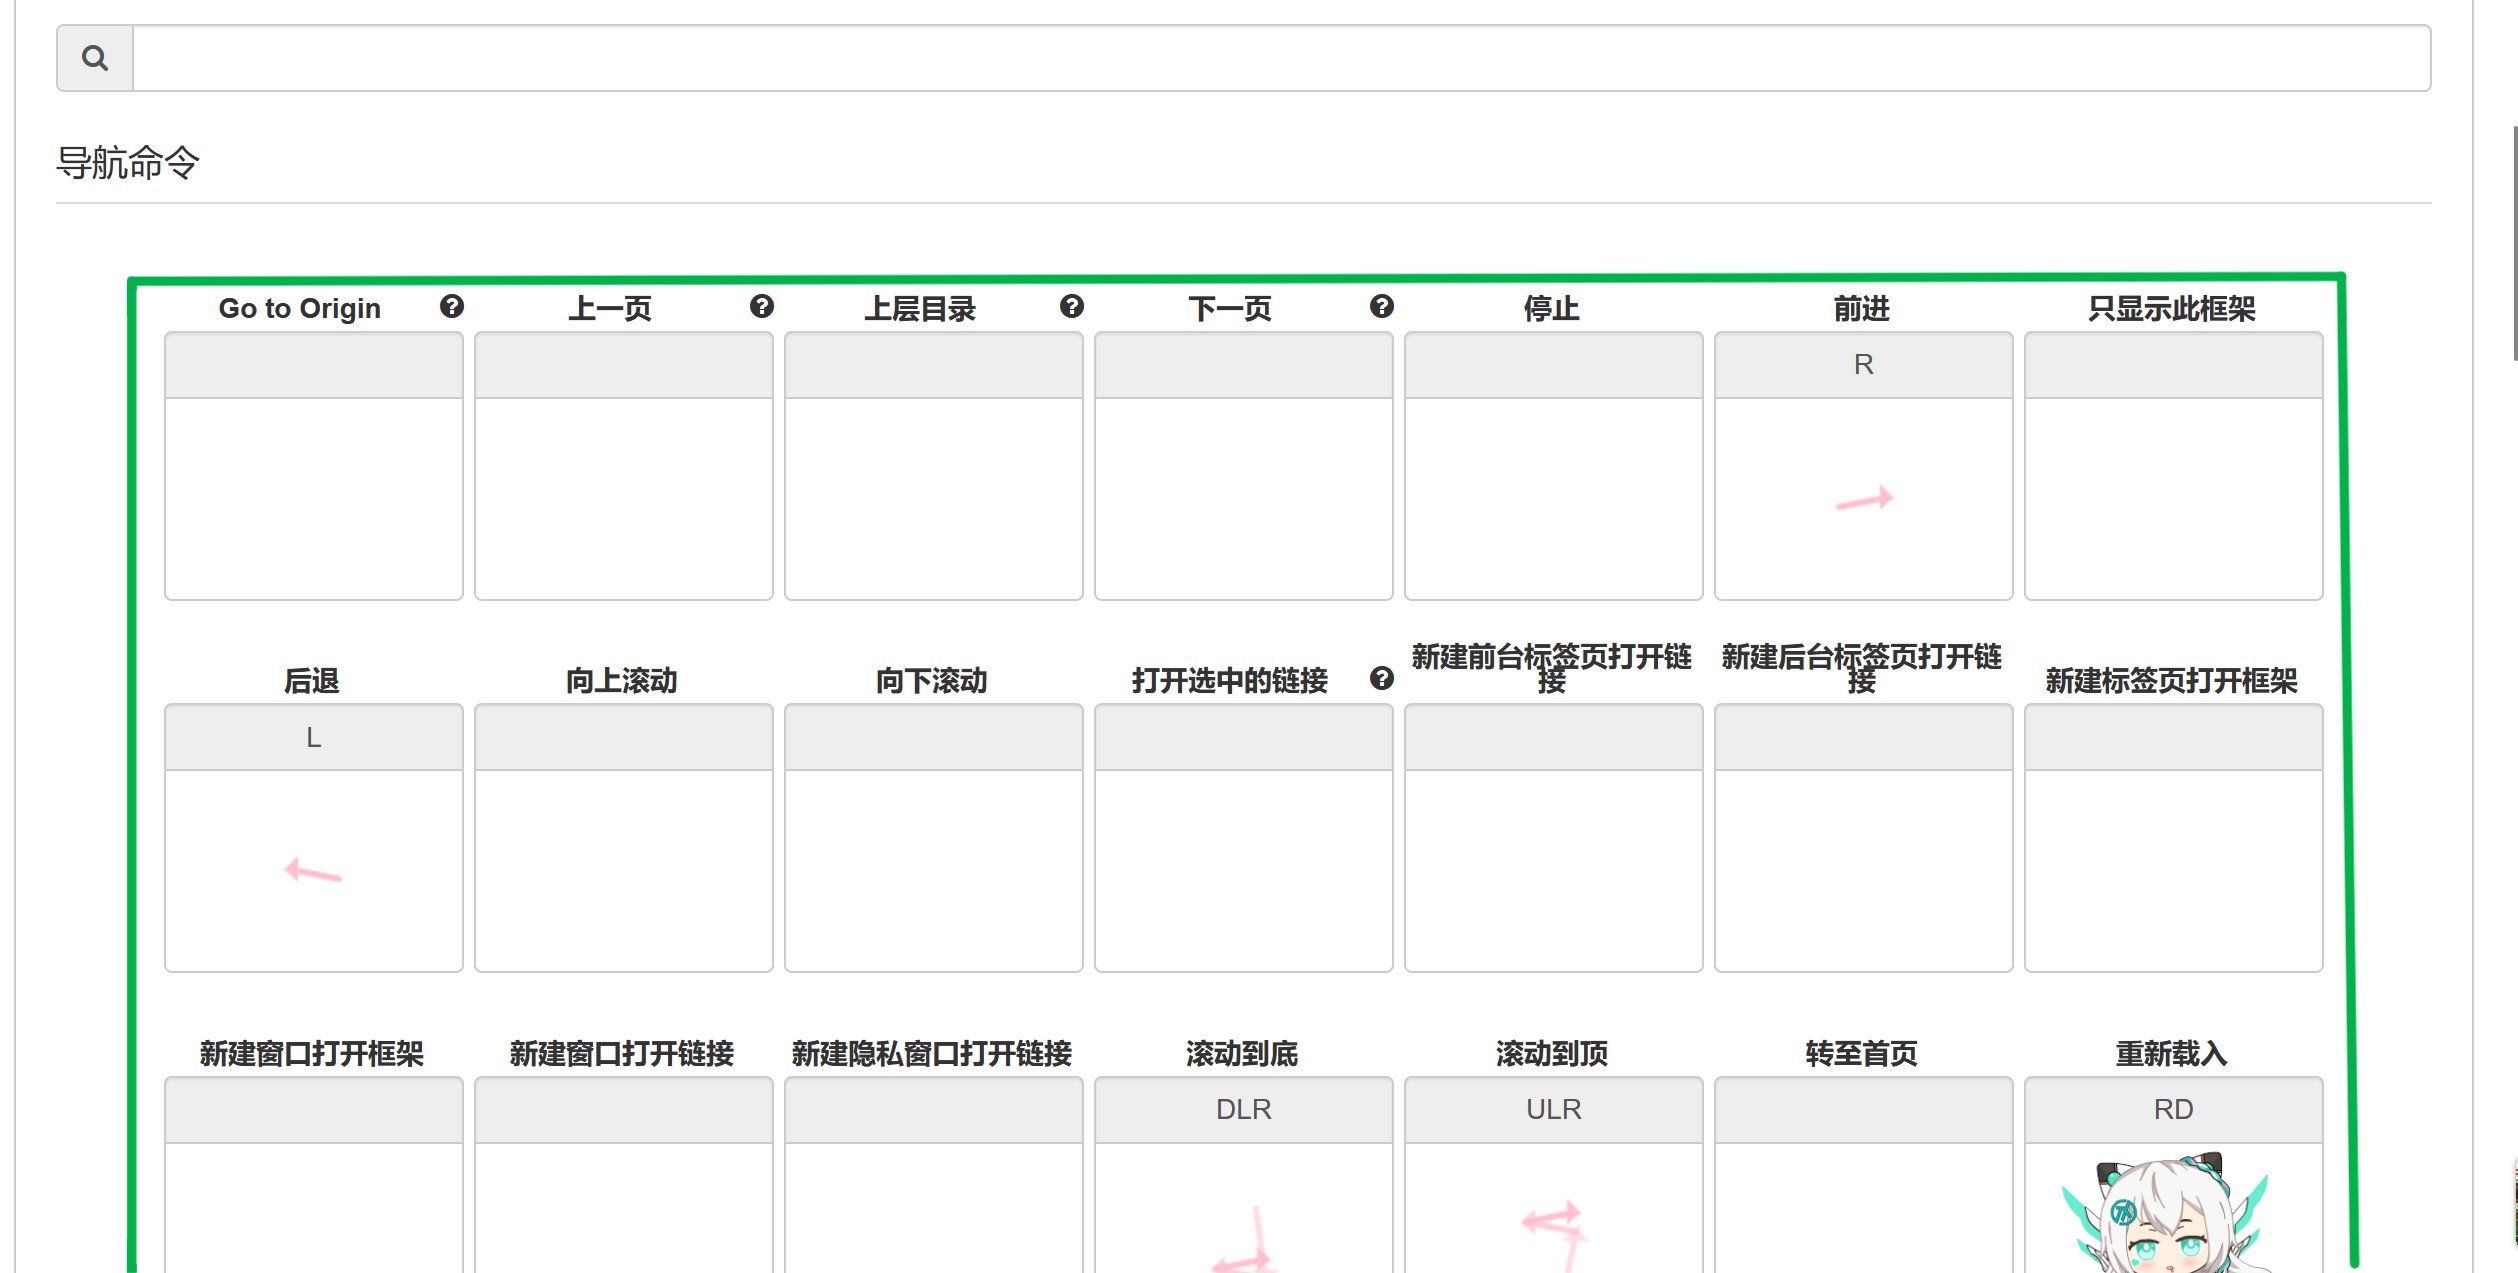 导航命令
Go to Origin
上一页
上层目录
下一页
停止
前进
只显示此框架
R
后退
向上滚动
向下滚动
打开选中的链接
新建前台标签页打开链
接
新建后台标签页打开链
接
新建标签页打开框架
L
新建窗口打开框架
新建窗口打开链接
新建隐私窗口打开链接
滚动到底
滚动到顶
转至首页
重新载入
DLR
ULR
RD